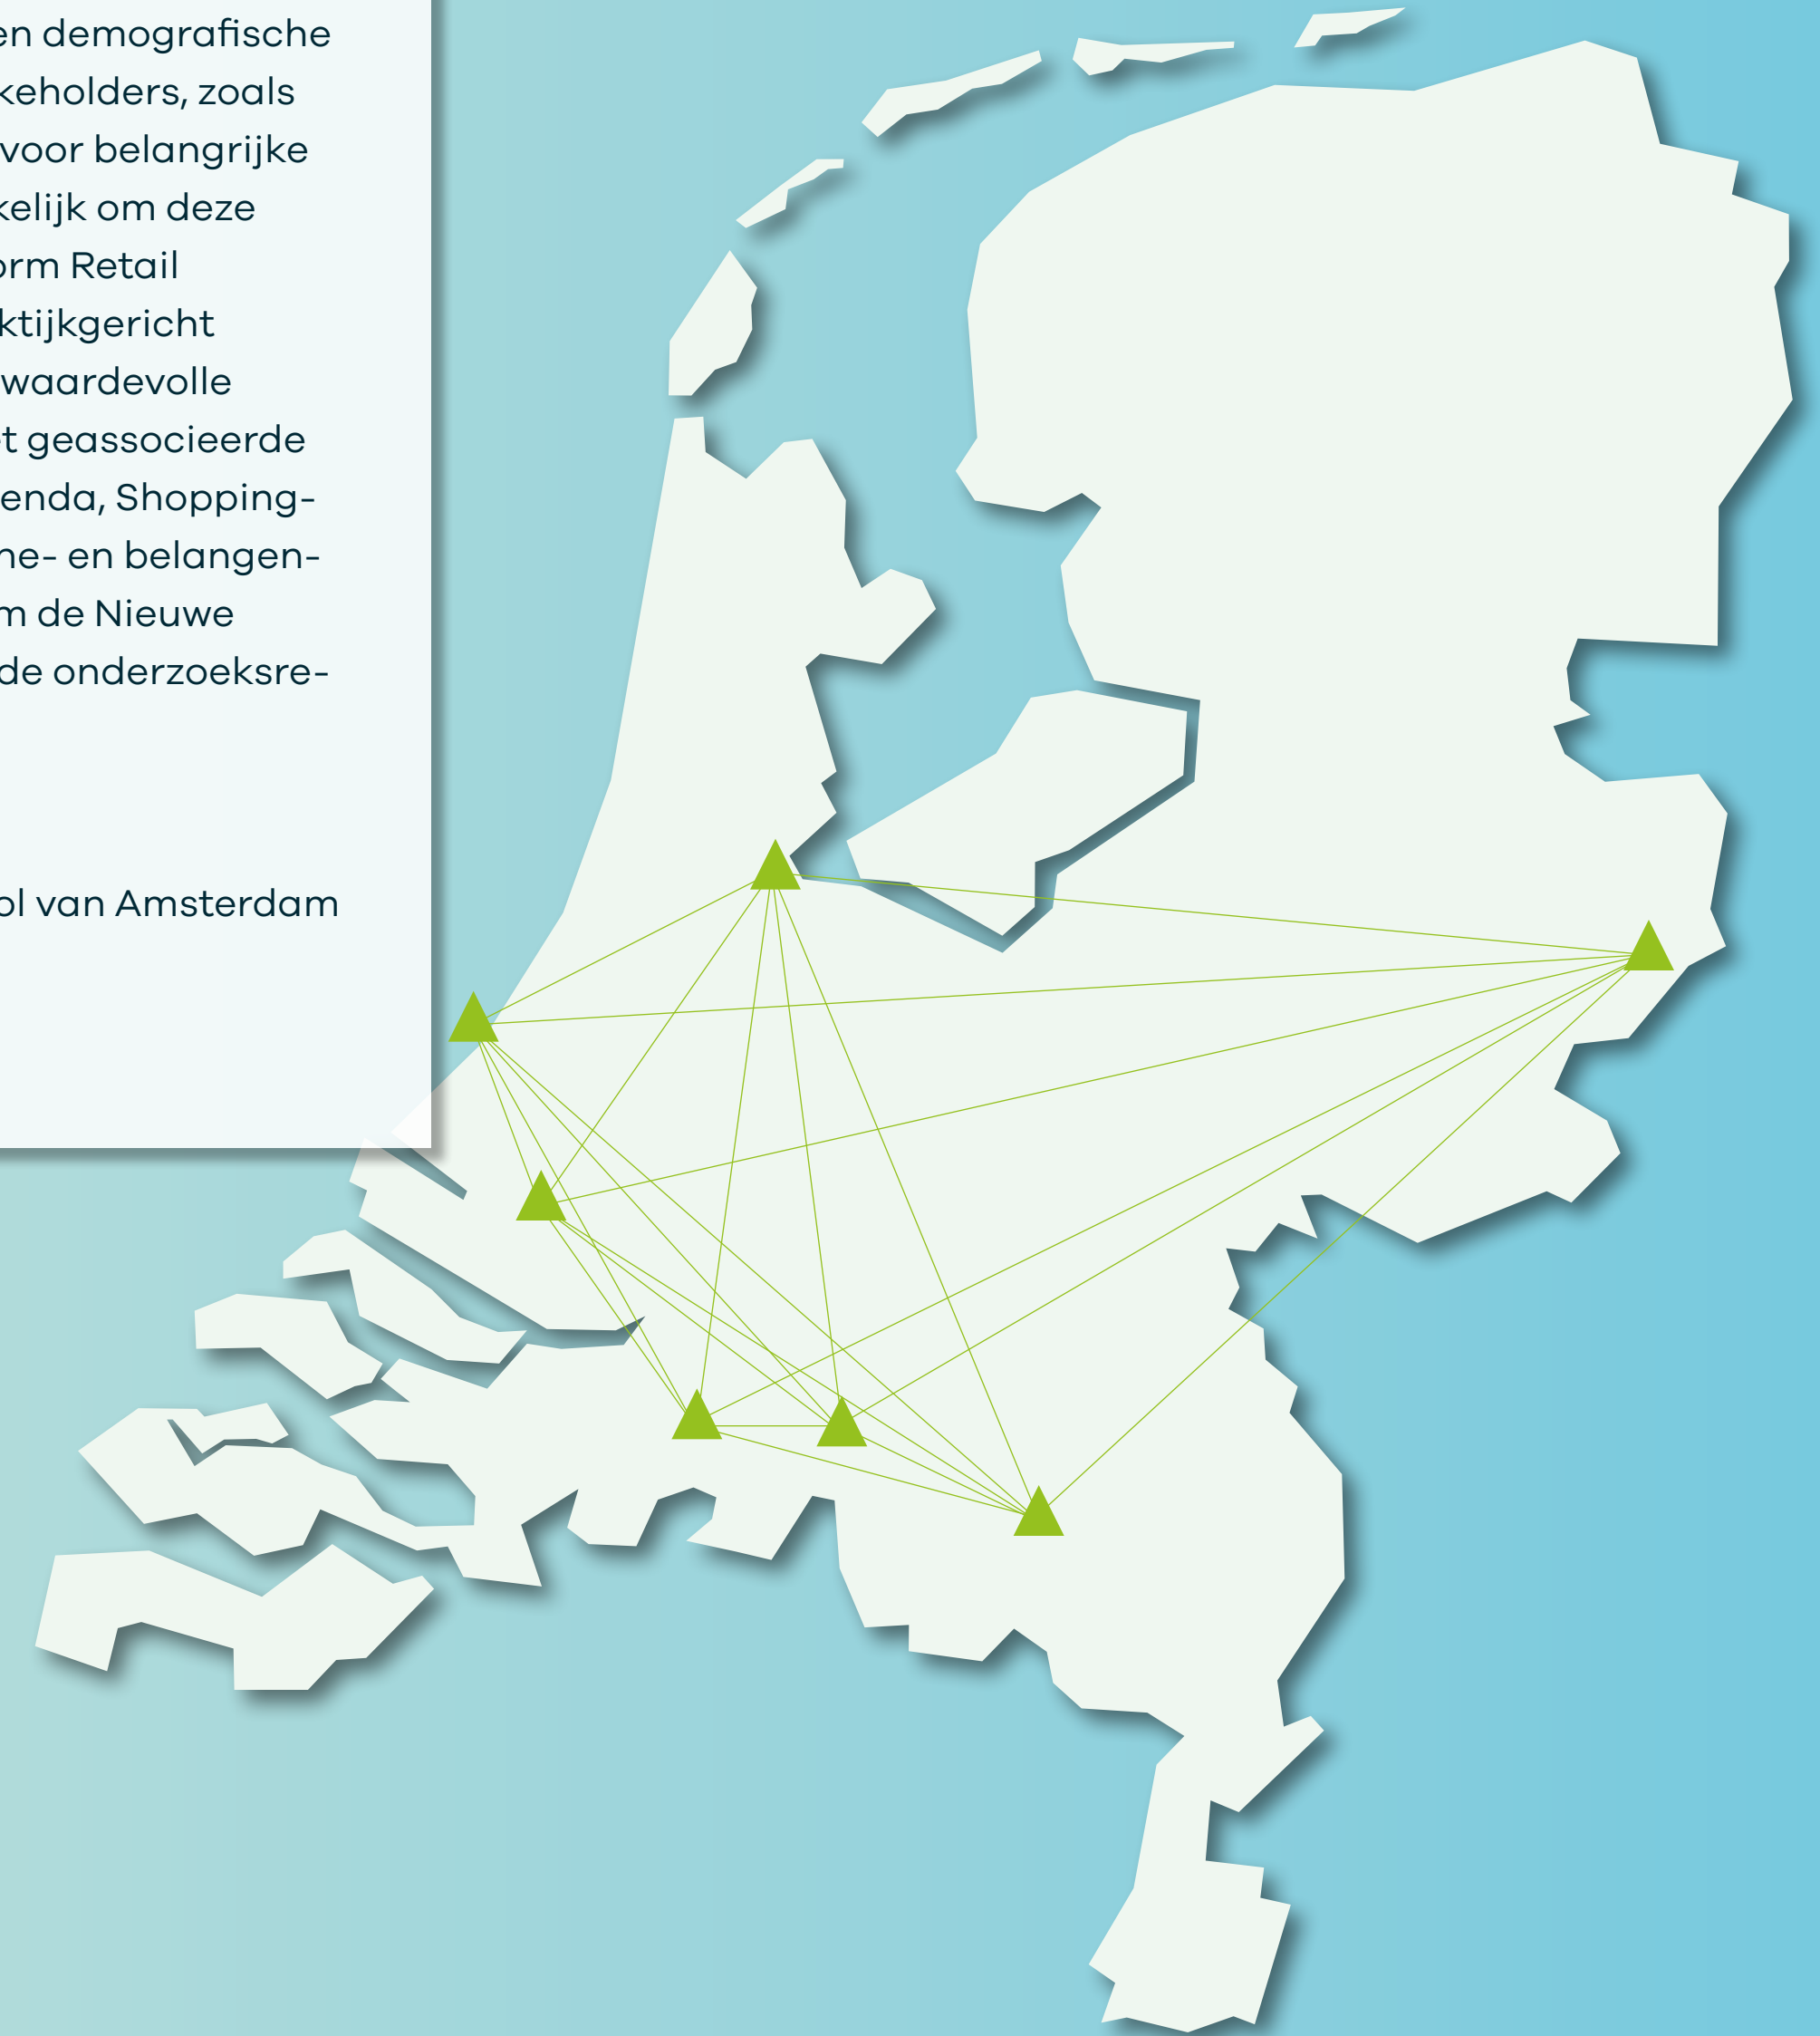 en demografische
keholders, zoals
voor belangrijke
kelijk om deze
orm Retail
ktijkgericht
waardevolle
t geassocieerde
enda, Shopping-
ne- en belangen-
m de Nieuwe
de onderzoeksre-
ol van Amsterdam